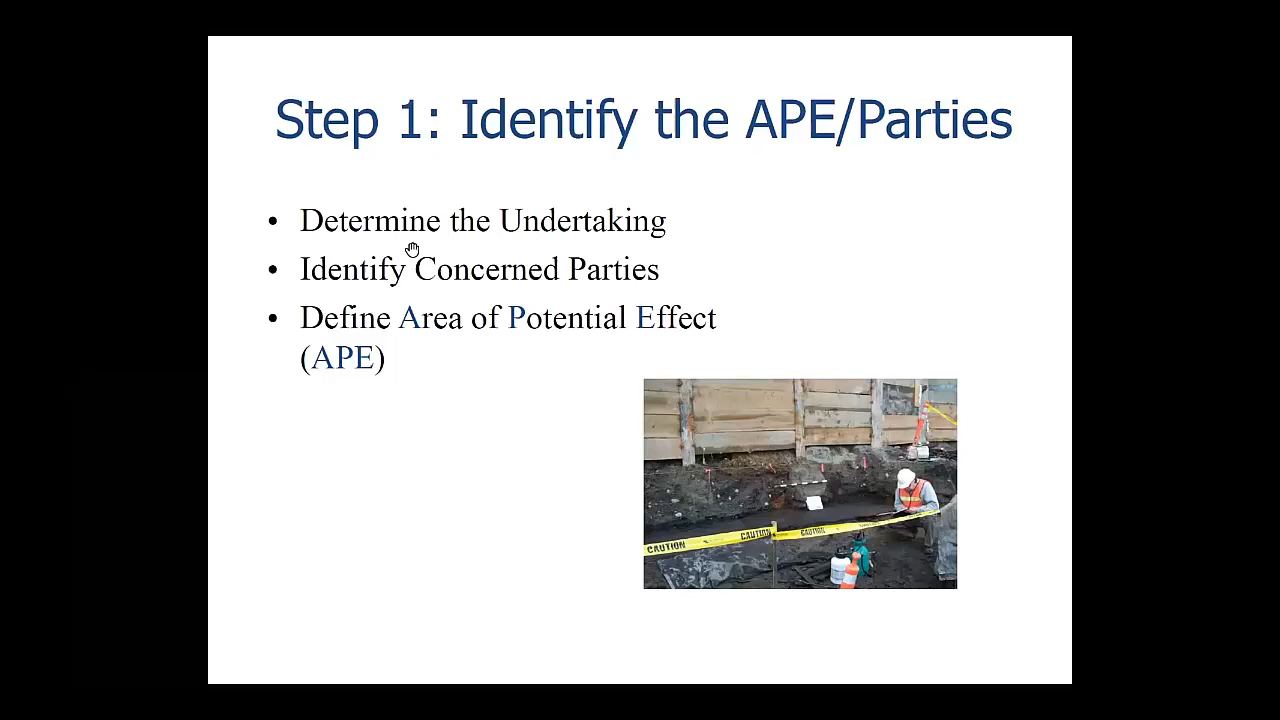 Step 1: Identify the APE/Parties
• Determine the Undertaking
• Identify Concerned Parties
• Define Area of Potential Effect
(APE)
CAUTION CAUTION CAUTION